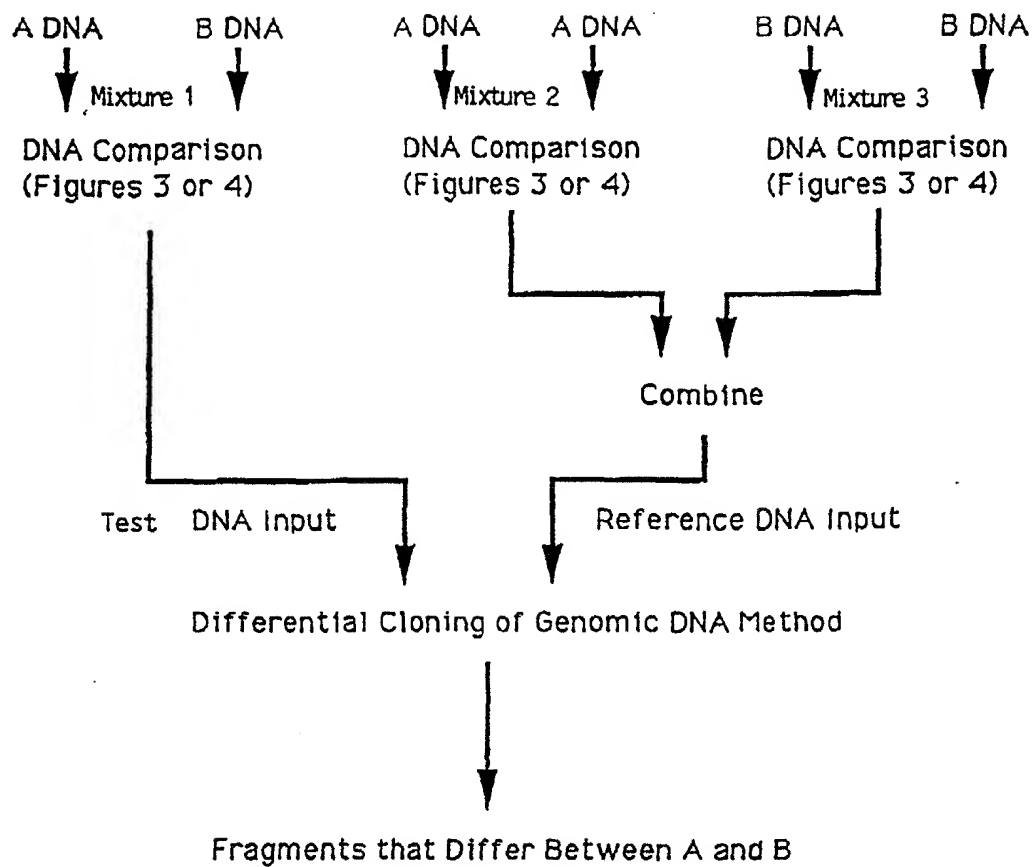 A DNA B DNA A DNA A DNA B DNA B DNA
Mixture 1 Mixture 2 Mixture 3
DNA Comparison DNA Comparison DNA Comparison
(Figures 3 or 4) (Figures 3 or 4) (Figures 3 or 4)
Combine
Test DNA Input Reference DNA Input
Differential Cloning of Genomic DNA Method
Fragments that Differ Between A and B